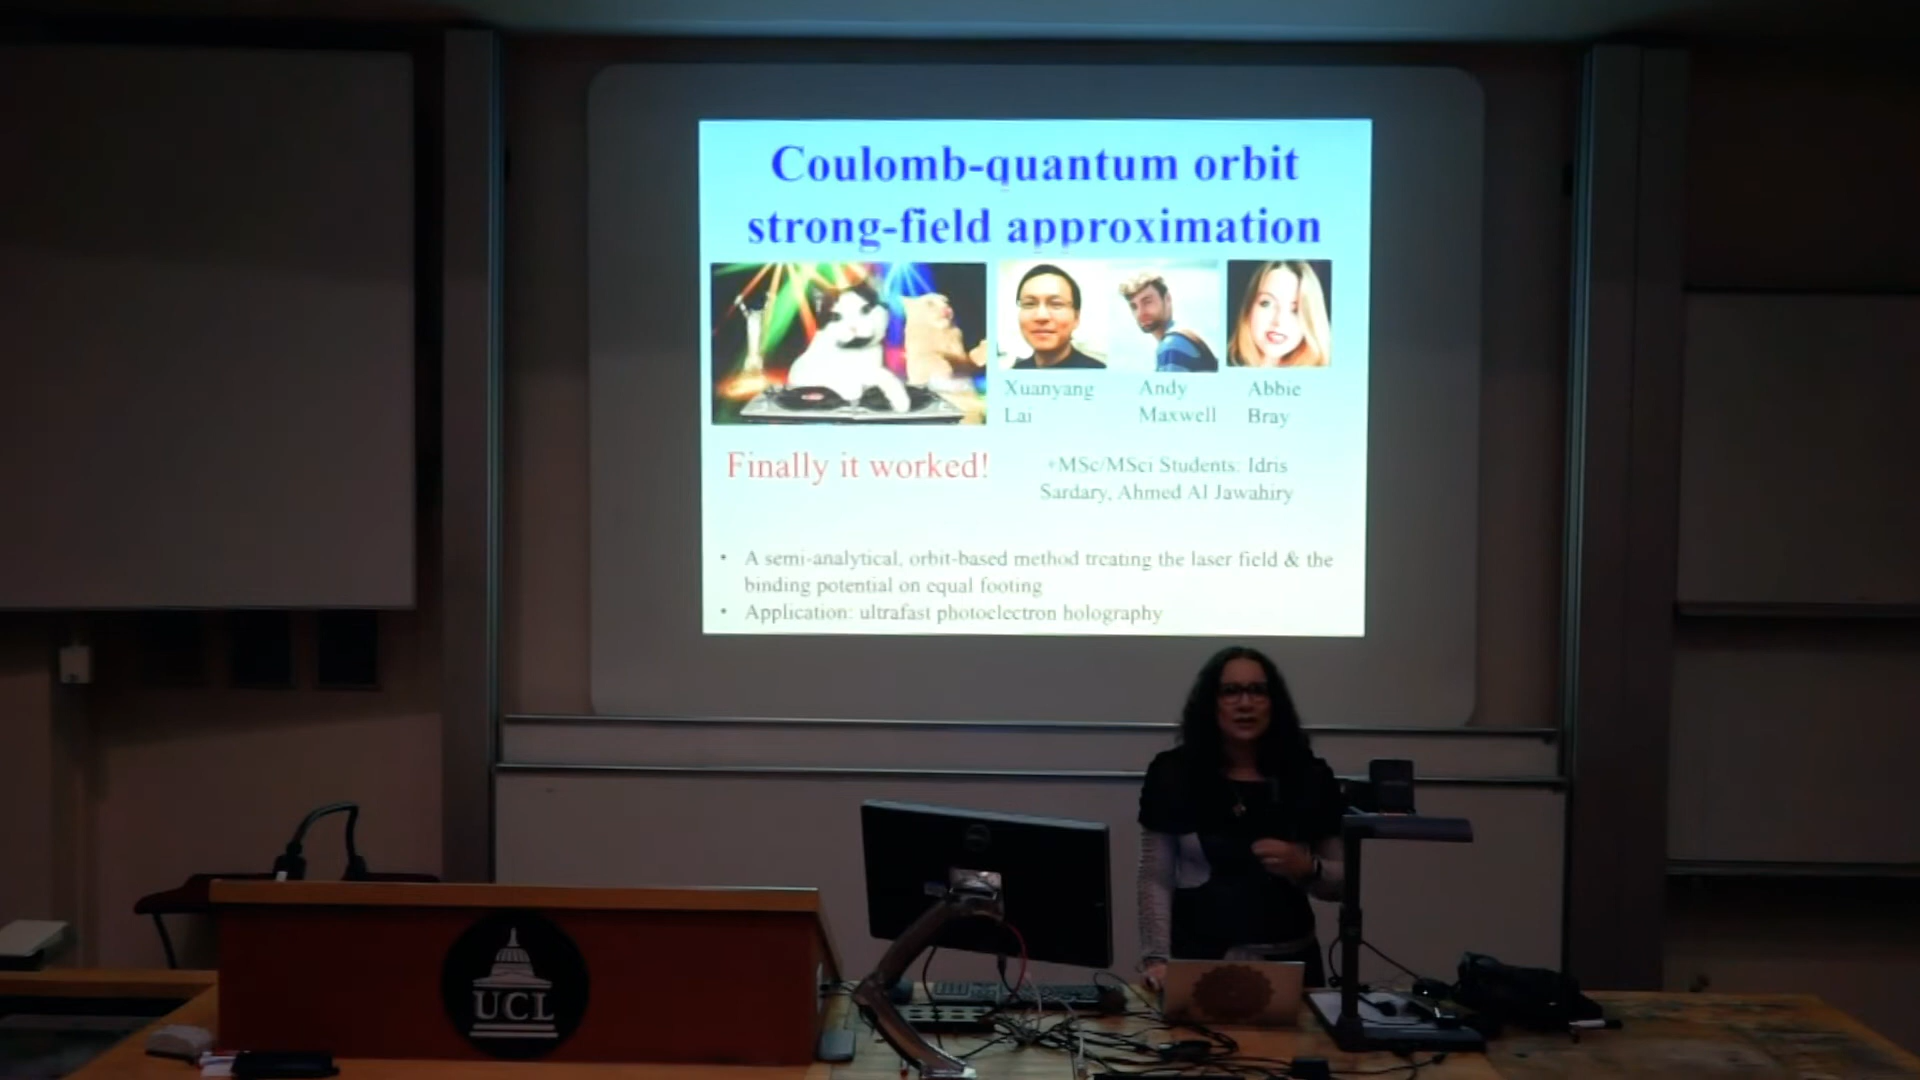 Coulomb-quantum orbit
strong-field approximation
Xuanyang
Lai
Andy
Maxwell
Abbie
Bray
Finally it worked!
+MSc/MSci Students: Idris
Sardary, Ahmed Al Jawahiry
• A semi-analytical, orbit-based method treating the laser field & the
binding potential on equal footing
• Application: ultrafast photoelectron holography
UCL